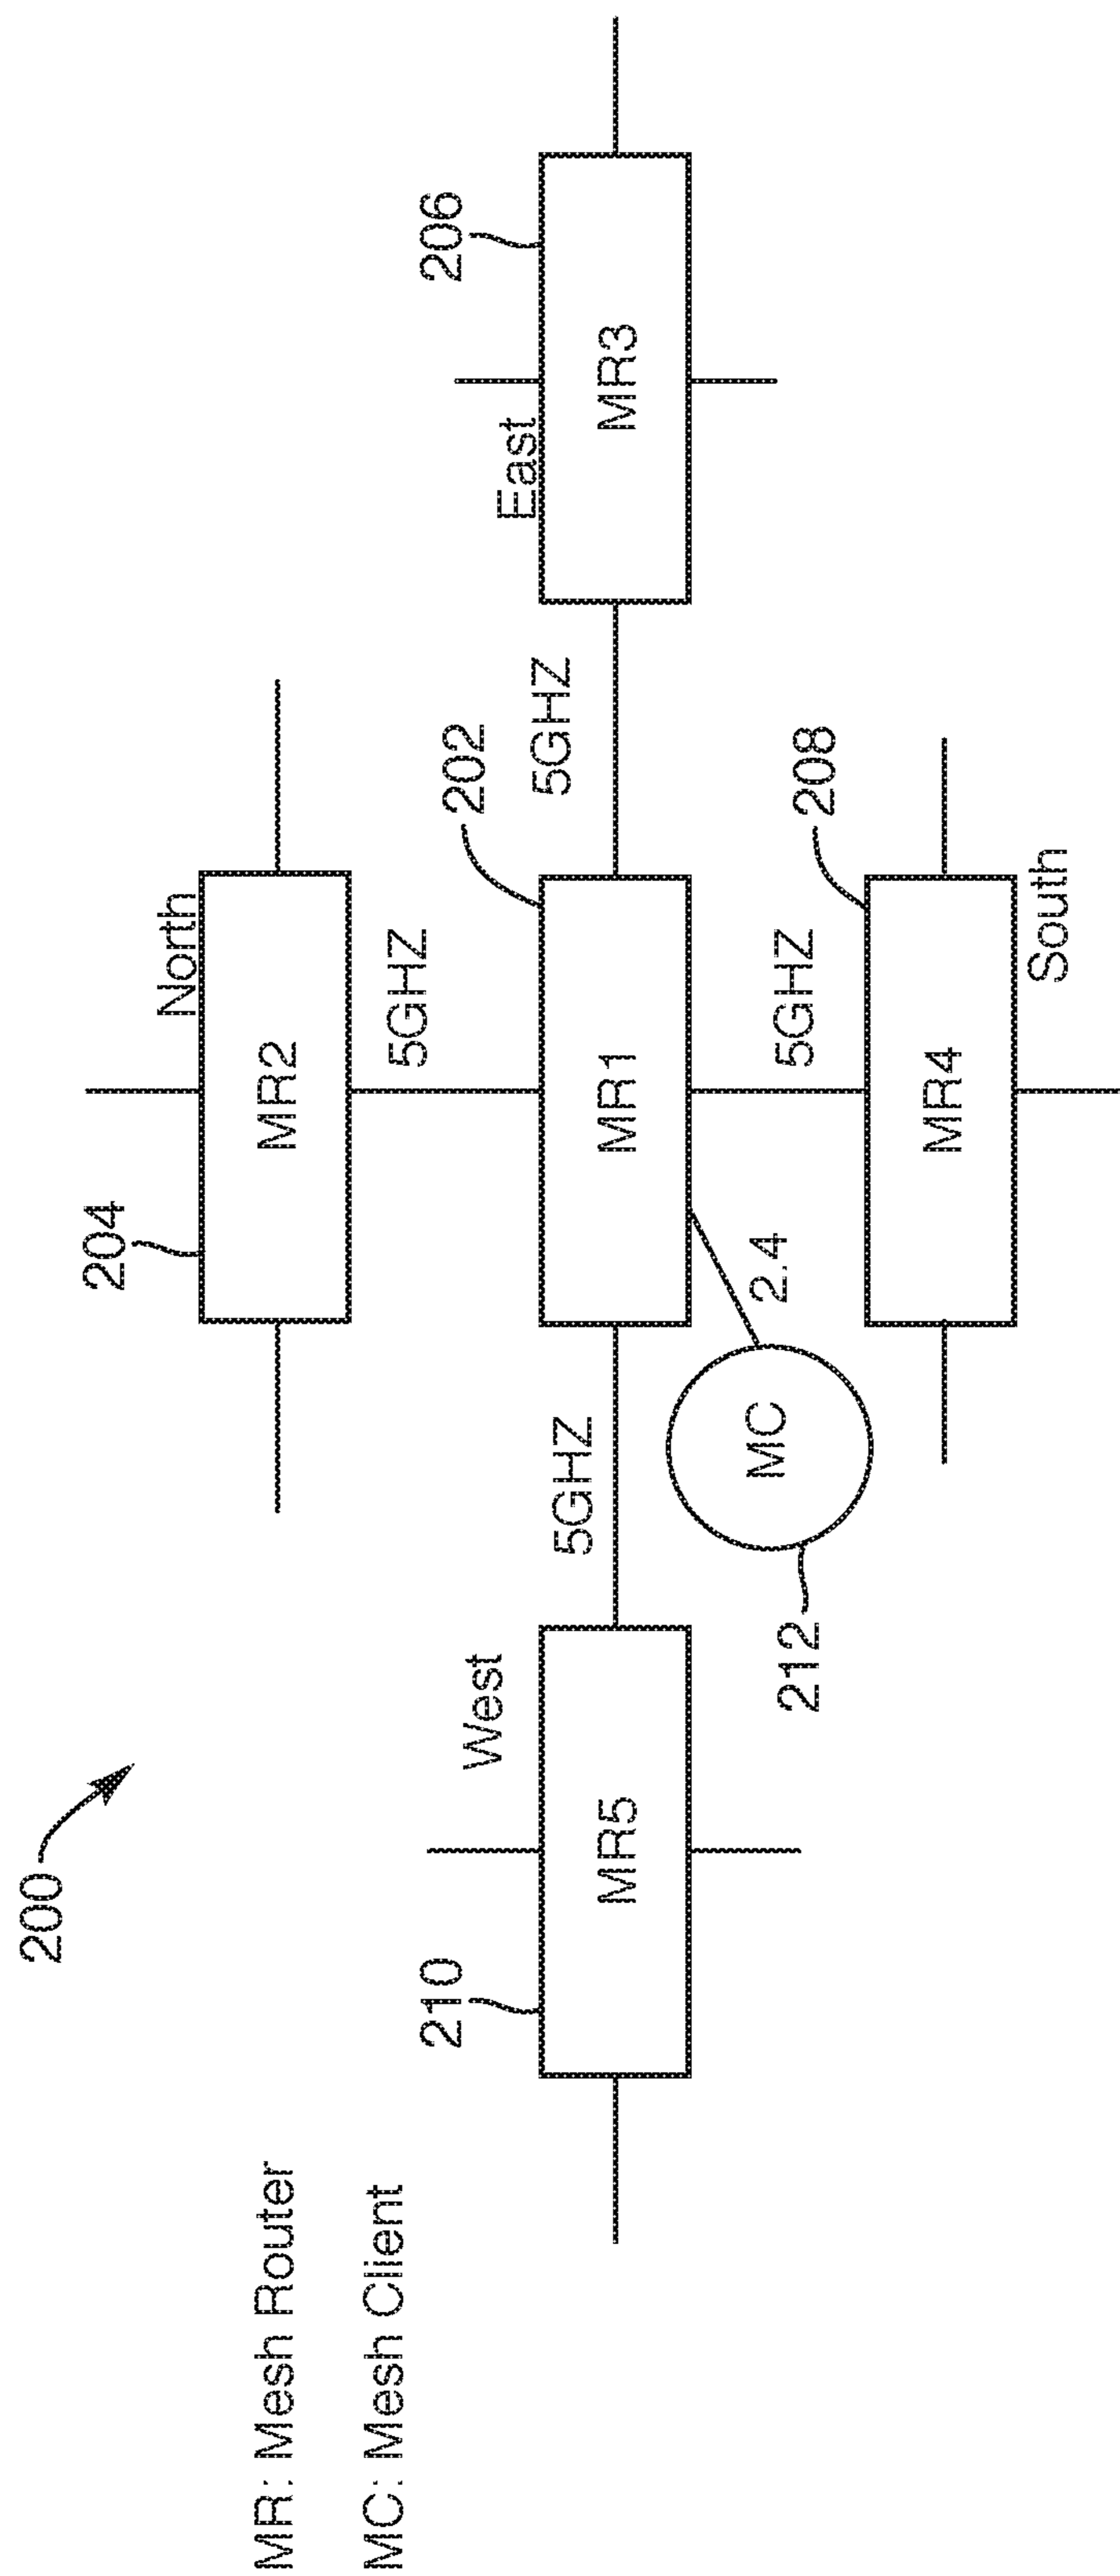 200
MR: Mesh Router
MC: Mesh Client
204
North
MR2
5GHZ
210
West
MR5
5GHZ
202
MR1
5GHZ
206
East
MR3
212
MC
2.4
5GHZ
208
MR4
South